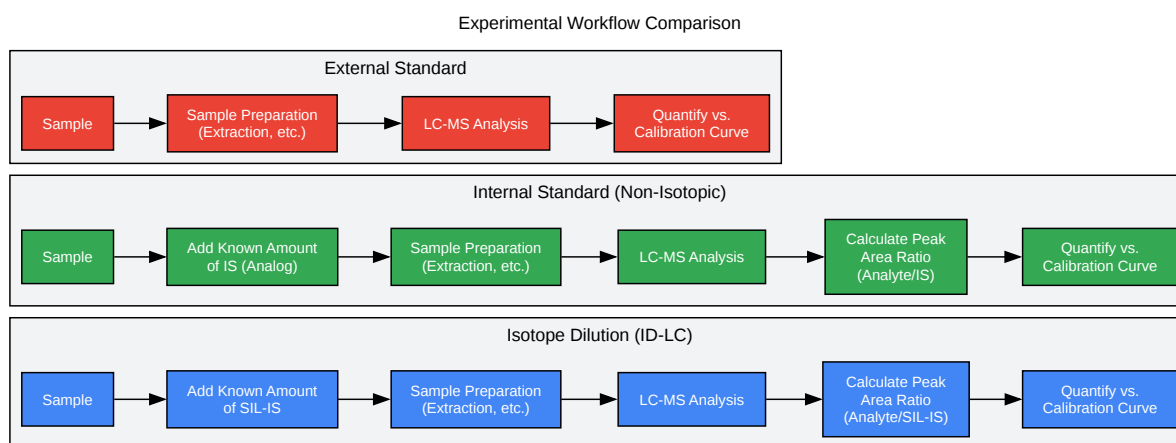 Experimental Workflow Comparison
External Standard
Sample
Sample Preparation
(Extraction, etc.)
LC-MS Analysis
Quantify vs.
Calibration Curve
Internal Standard (Non-Isotopic)
Sample
Add Known Amount
of IS (Analog)
Sample Preparation
(Extraction, etc.)
LC-MS Analysis
Calculate Peak
Area Ratio
(Analyte/IS)
Quantify vs.
Calibration Curve
Isotope Dilution (ID-LC)
Sample
Add Known Amount
of SIL-IS
Sample Preparation
(Extraction, etc.)
LC-MS Analysis
Calculate Peak
Area Ratio
(Analyte/SIL-IS)
Quantify vs.
Calibration Curve